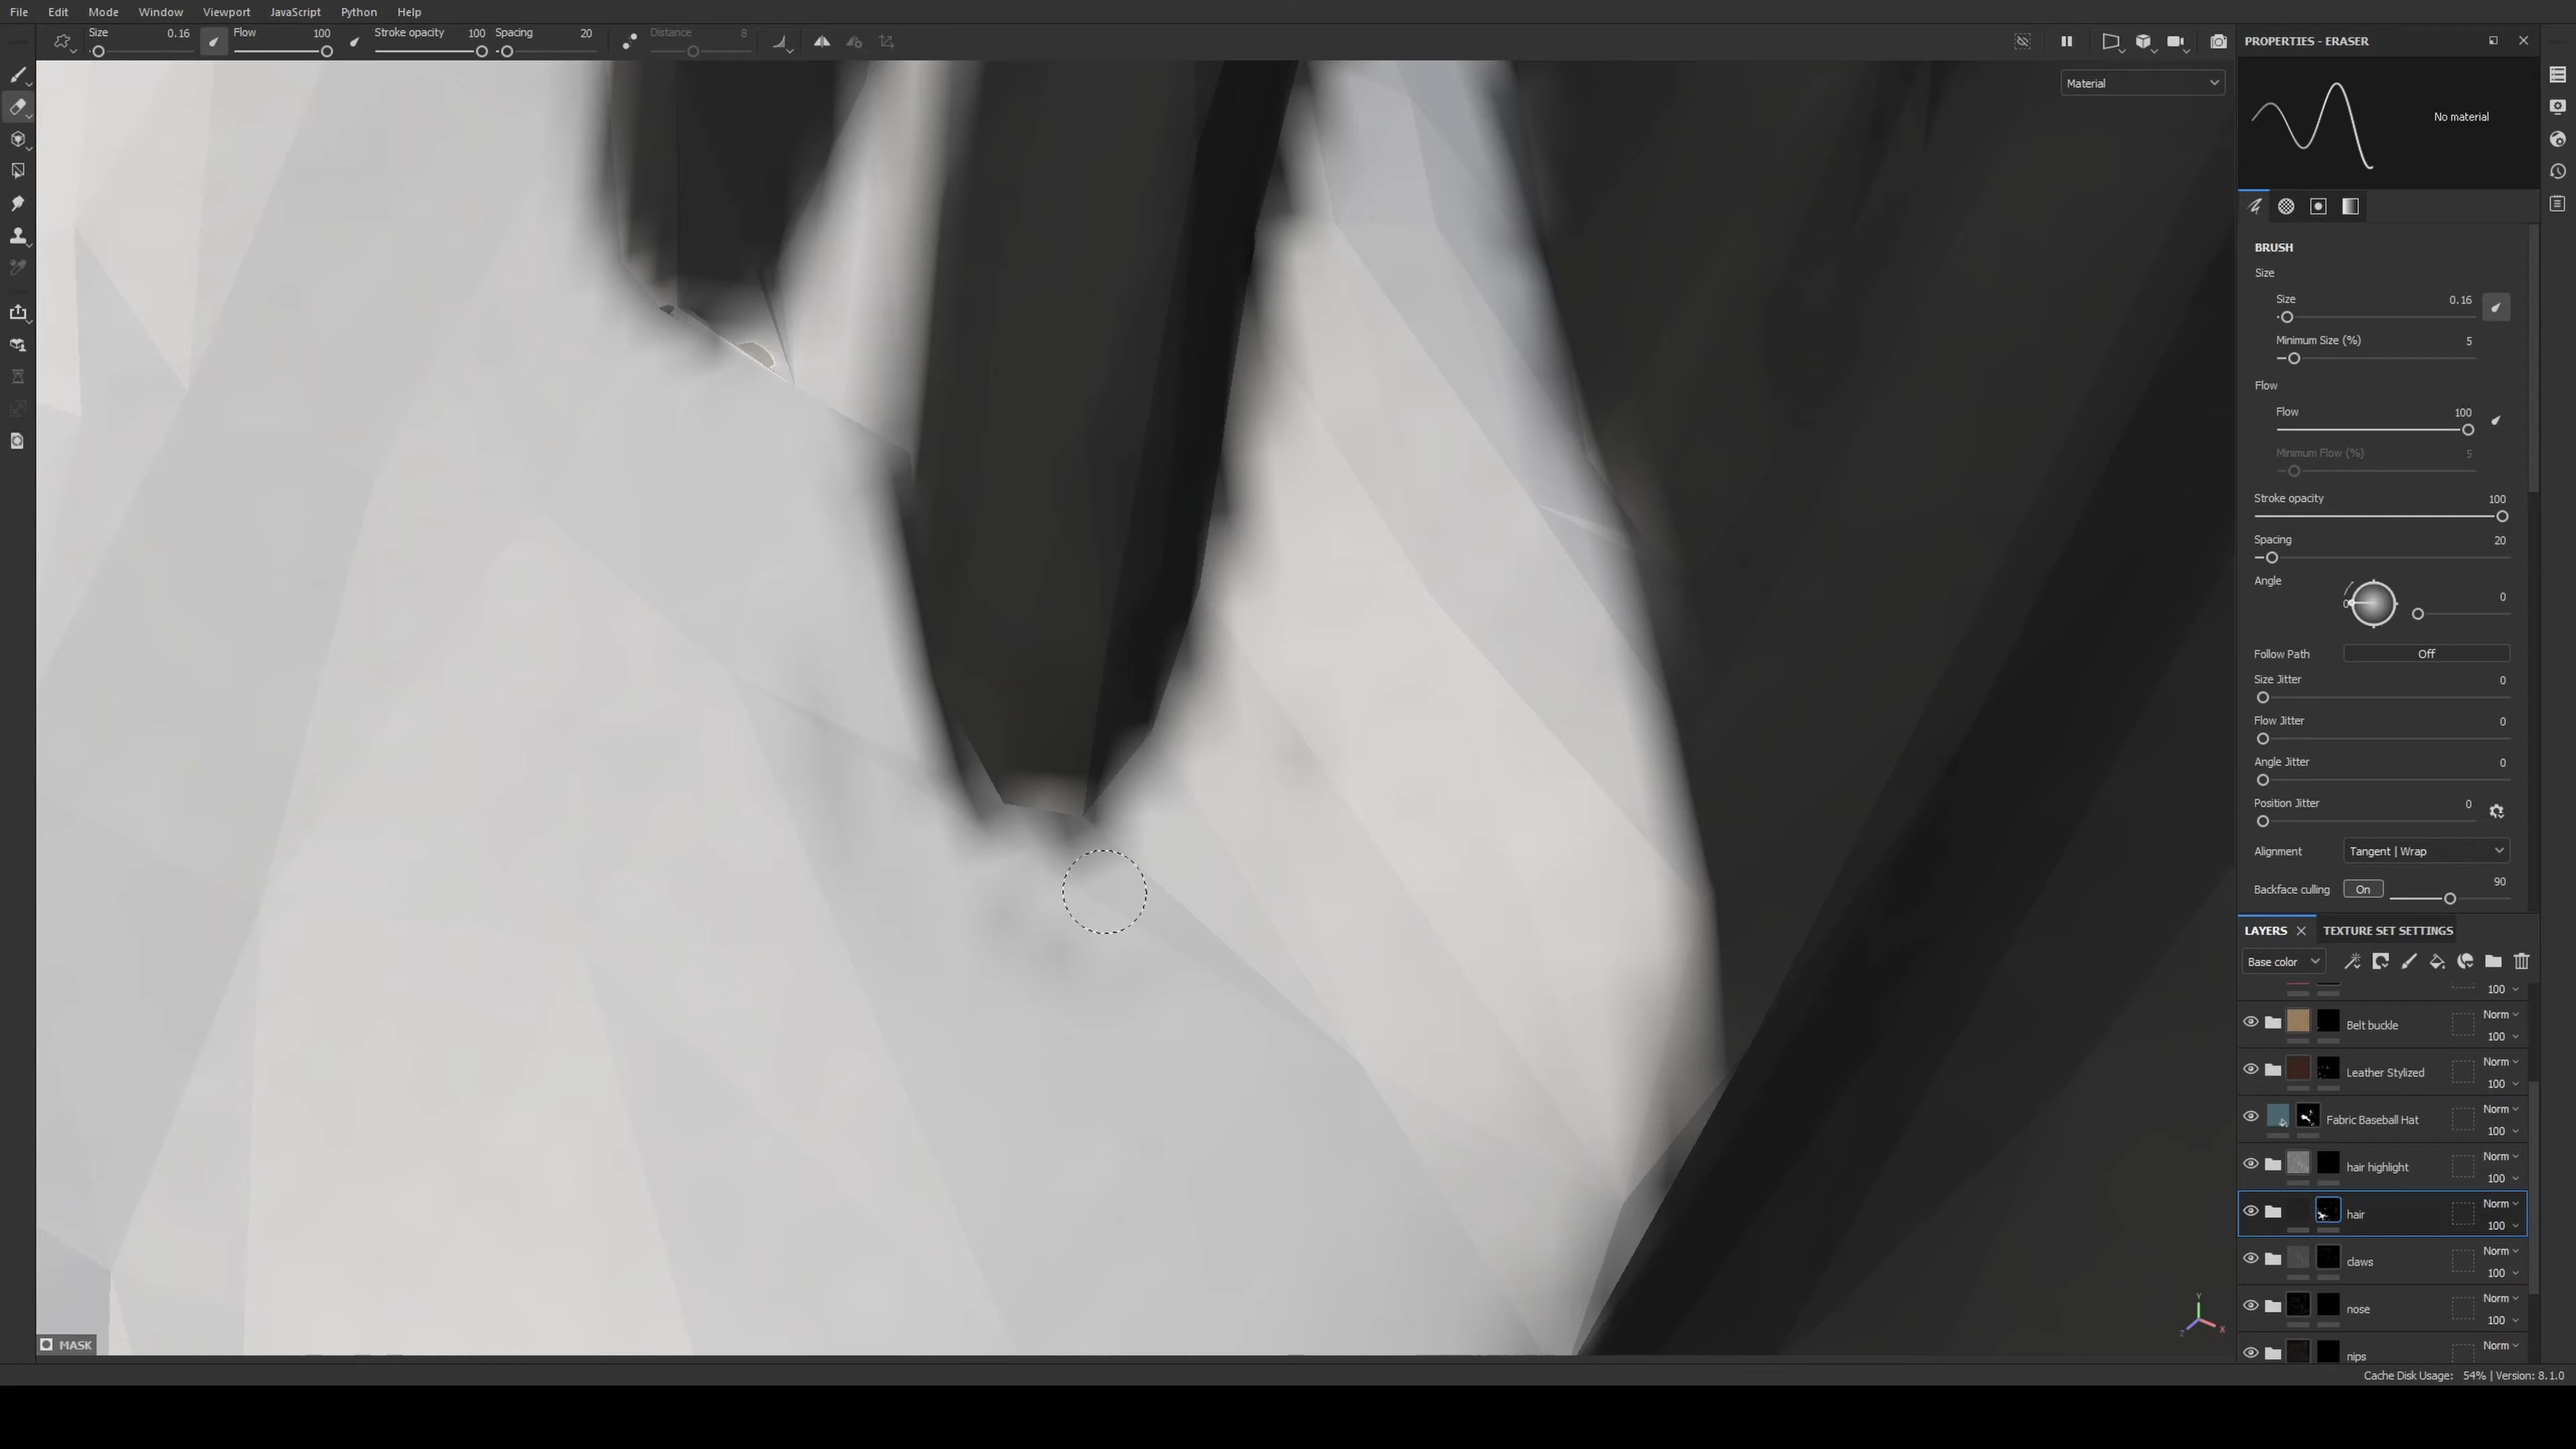 File Edit Mode Window Viewport JavaScript Python Help
Size 0.16 Flow 100 Stroke opacity 100 Spacing 20 Distance 8
PROPERTIES - ERASER
Material
No material
BRUSH
Size
Size 0.16
Minimum Size (%) 5
Flow
Flow 100
Minimum Flow (%) 5
Stroke opacity 100
Spacing 20
Angle 0 0
Follow Path Off
Size Jitter 0
Flow Jitter 0
Angle Jitter 0
Position Jitter 0
Alignment Tangent | Wrap
Backface culling On 90
LAYERS TEXTURE SET SETTINGS
Base color
100
Belt buckle Norm
100
Leather Stylized Norm
100
Fabric Baseball Hat Norm
100
hair highlight Norm
100
hair Norm
100
claws Norm
100
nose Norm
100
nips Norm
Y
Z X
MASK
Cache Disk Usage: 54% | Version: 8.1.0